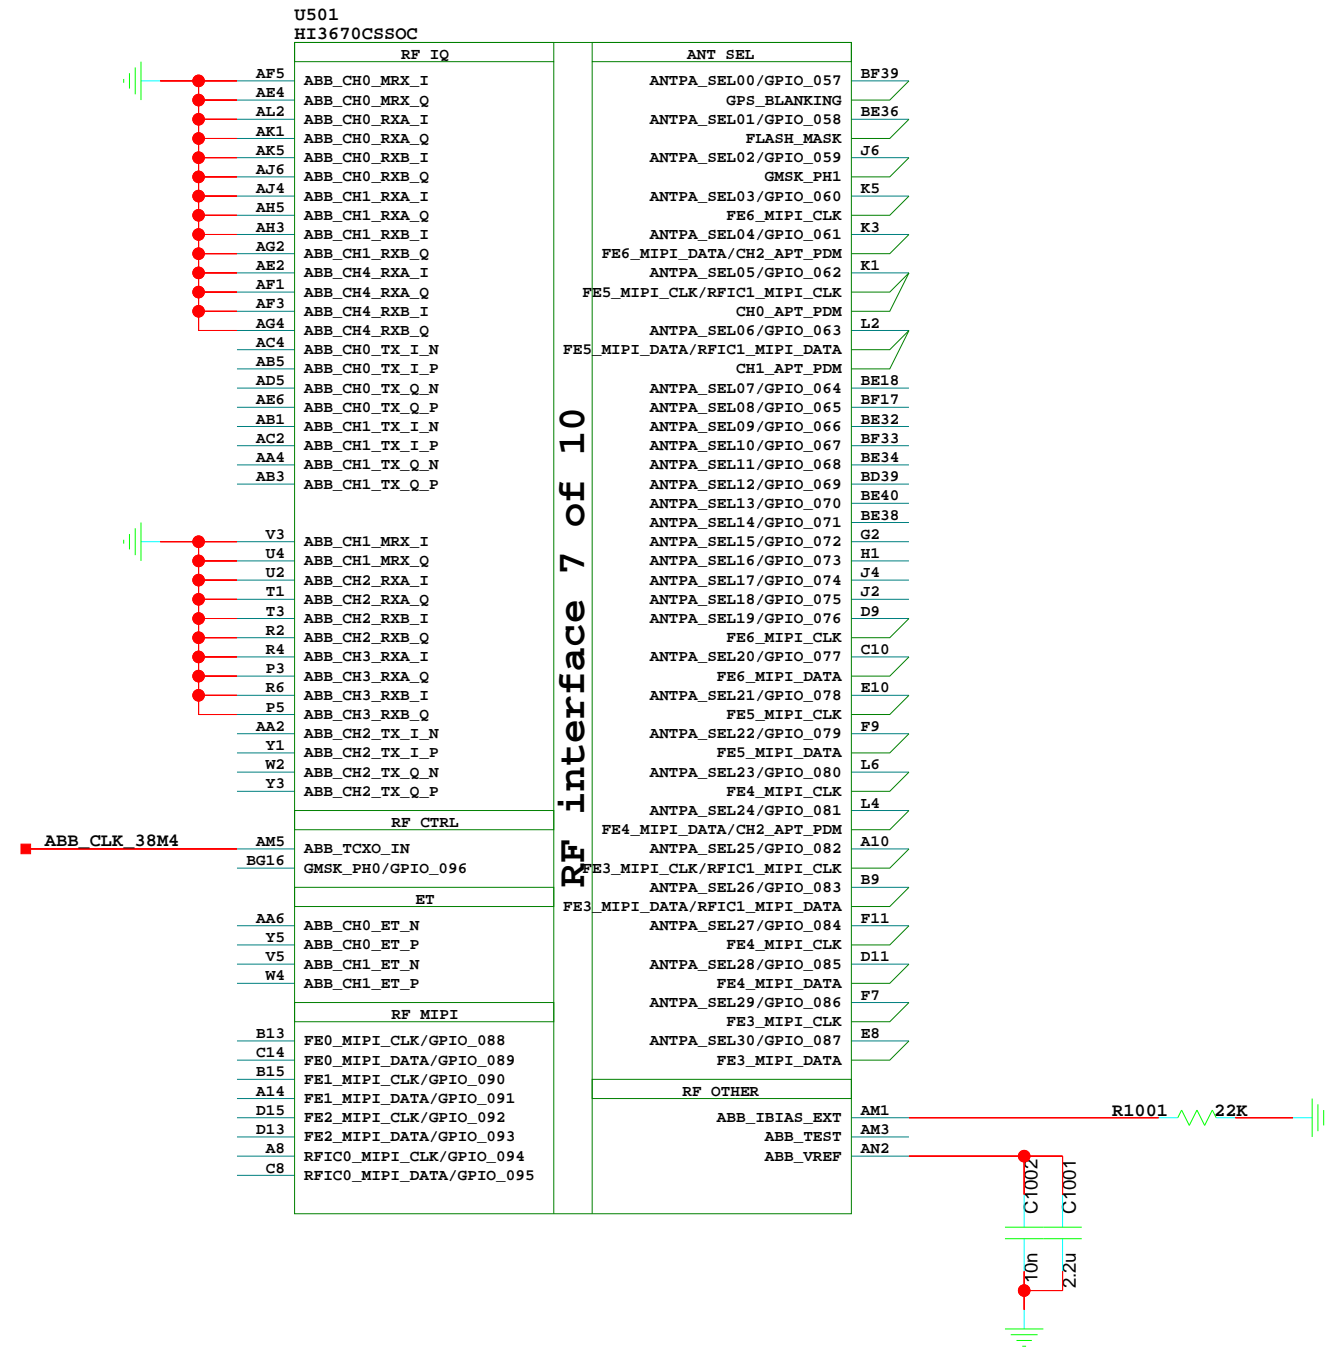 U501
HI3670CSSOC
RF IQ
AF5 ABB_CH0_MRX_I
AE4 ABB_CH0_MRX_Q
AL2 ABB_CH0_RXA_I
AK1 ABB_CH0_RXA_Q
AK5 ABB_CH0_RXB_I
AJ6 ABB_CH0_RXB_Q
AJ4 ABB_CH1_RXA_I
AH5 ABB_CH1_RXA_Q
AH3 ABB_CH1_RXB_I
AG2 ABB_CH1_RXB_Q
AE2 ABB_CH4_RXA_I
AF1 ABB_CH4_RXA_Q
AF3 ABB_CH4_RXB_I
AG4 ABB_CH4_RXB_Q
AC4 ABB_CH0_TX_I_N
AB5 ABB_CH0_TX_I_P
AD5 ABB_CH0_TX_Q_N
AE6 ABB_CH0_TX_Q_P
AB1 ABB_CH1_TX_I_N
AC2 ABB_CH1_TX_I_P
AA4 ABB_CH1_TX_Q_N
AB3 ABB_CH1_TX_Q_P
V3 ABB_CH1_MRX_I
U4 ABB_CH1_MRX_Q
U2 ABB_CH2_RXA_I
T1 ABB_CH2_RXA_Q
T3 ABB_CH2_RXB_I
R2 ABB_CH2_RXB_Q
R4 ABB_CH3_RXA_I
P3 ABB_CH3_RXA_Q
R6 ABB_CH3_RXB_I
P5 ABB_CH3_RXB_Q
AA2 ABB_CH2_TX_I_N
Y1 ABB_CH2_TX_I_P
W2 ABB_CH2_TX_Q_N
Y3 ABB_CH2_TX_Q_P
RF CTRL
ABB_CLK_38M4 AM5 ABB_TCXO_IN
BG16 GMSK_PH0/GPIO_096
ET
AA6 ABB_CH0_ET_N
Y5 ABB_CH0_ET_P
V5 ABB_CH1_ET_N
W4 ABB_CH1_ET_P
RF MIPI
B13 FE0_MIPI_CLK/GPIO_088
C14 FE0_MIPI_DATA/GPIO_089
B15 FE1_MIPI_CLK/GPIO_090
A14 FE1_MIPI_DATA/GPIO_091
D15 FE2_MIPI_CLK/GPIO_092
D13 FE2_MIPI_DATA/GPIO_093
A8 RFIC0_MIPI_CLK/GPIO_094
C8 RFIC0_MIPI_DATA/GPIO_095
RF interface 7 of 10
ANT SEL
ANTPA_SEL00/GPIO_057 BF39
GPS_BLANKING
ANTPA_SEL01/GPIO_058 BE36
FLASH_MASK
ANTPA_SEL02/GPIO_059 J6
GMSK_PH1
ANTPA_SEL03/GPIO_060 K5
FE6_MIPI_CLK
ANTPA_SEL04/GPIO_061 K3
FE6_MIPI_DATA/CH2_APT_PDM
ANTPA_SEL05/GPIO_062 K1
FE5_MIPI_CLK/RFIC1_MIPI_CLK
CH0_APT_PDM
ANTPA_SEL06/GPIO_063 L2
FE5_MIPI_DATA/RFIC1_MIPI_DATA
CH1_APT_PDM
ANTPA_SEL07/GPIO_064 BE18
ANTPA_SEL08/GPIO_065 BF17
ANTPA_SEL09/GPIO_066 BE32
ANTPA_SEL10/GPIO_067 BF33
ANTPA_SEL11/GPIO_068 BE34
ANTPA_SEL12/GPIO_069 BD39
ANTPA_SEL13/GPIO_070 BE40
ANTPA_SEL14/GPIO_071 BE38
ANTPA_SEL15/GPIO_072 G2
ANTPA_SEL16/GPIO_073 H1
ANTPA_SEL17/GPIO_074 J4
ANTPA_SEL18/GPIO_075 J2
ANTPA_SEL19/GPIO_076 D9
FE6_MIPI_CLK
ANTPA_SEL20/GPIO_077 C10
FE6_MIPI_DATA
ANTPA_SEL21/GPIO_078 E10
FE5_MIPI_CLK
ANTPA_SEL22/GPIO_079 F9
FE5_MIPI_DATA
ANTPA_SEL23/GPIO_080 L6
FE4_MIPI_CLK
ANTPA_SEL24/GPIO_081 L4
FE4_MIPI_DATA/CH2_APT_PDM
ANTPA_SEL25/GPIO_082 A10
FE3_MIPI_CLK/RFIC1_MIPI_CLK
ANTPA_SEL26/GPIO_083 B9
FE3_MIPI_DATA/RFIC1_MIPI_DATA
ANTPA_SEL27/GPIO_084 F11
FE4_MIPI_CLK
ANTPA_SEL28/GPIO_085 D11
FE4_MIPI_DATA
ANTPA_SEL29/GPIO_086 F7
FE3_MIPI_CLK
ANTPA_SEL30/GPIO_087 E8
FE3_MIPI_DATA
RF OTHER
ABB_IBIAS_EXT AM1 R1001 22K
ABB_TEST AM3
ABB_VREF AN2
C1002 C1001
10n 2.2u